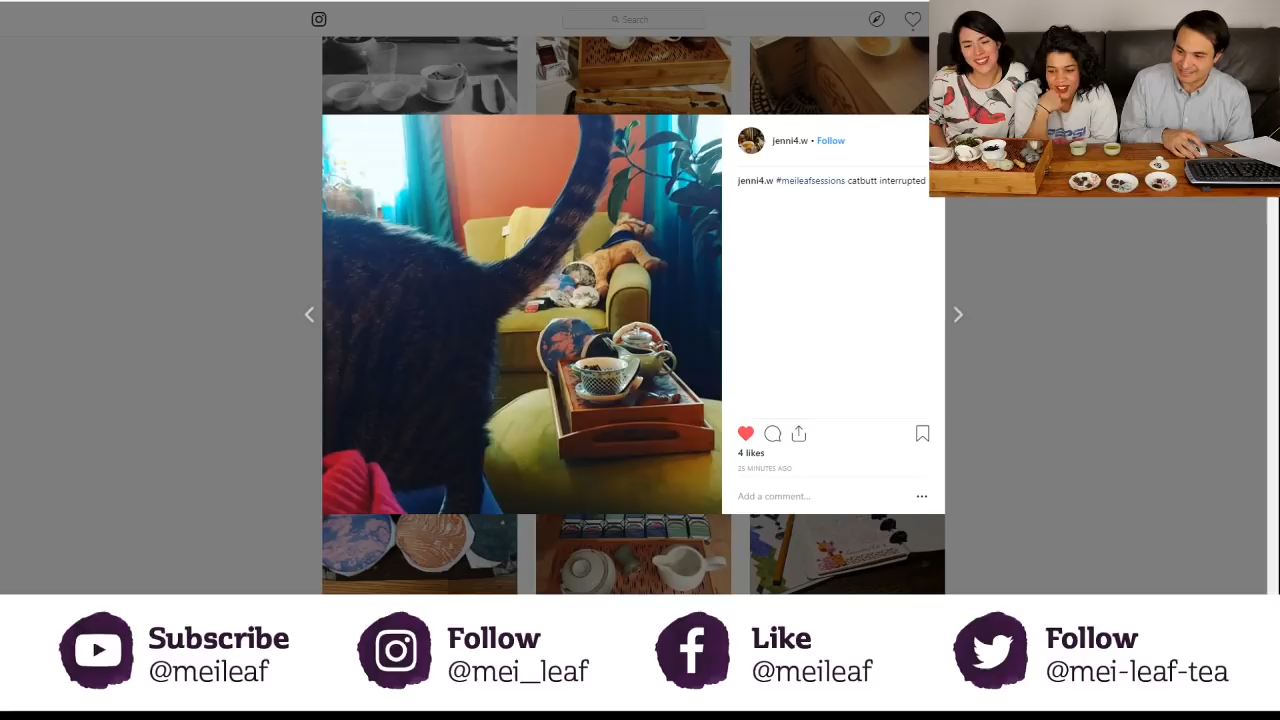 Search
jenni4.w • Follow
jenni4.w #meileafsessions catbutt interrupted
4 likes
25 MINUTES AGO
Add a comment...
Subscribe
@meileaf
Follow
@mei_leaf
Like
@meileaf
Follow
@mei-leaf-tea